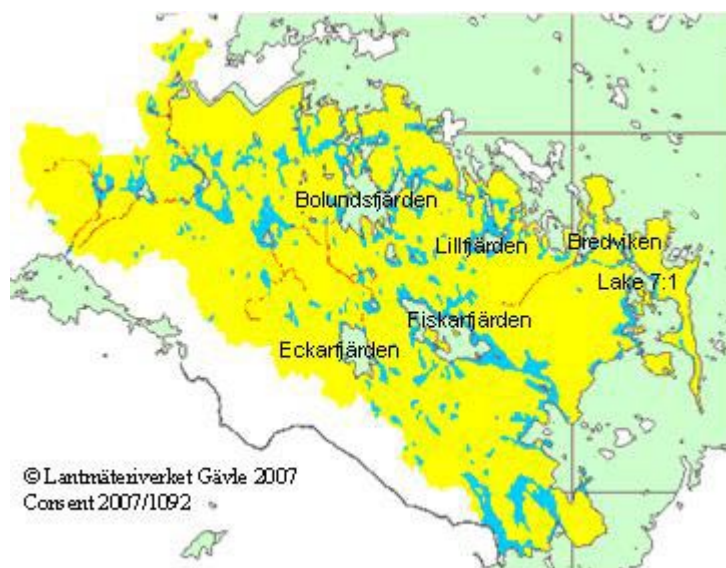 Bolundsfjärden
Lillfjärden
Bredviken
Lake 7:1
Fiskarfjärden
Eckarfjärden
© Lantmäteriverket Gävle 2007
Consent 2007/1092